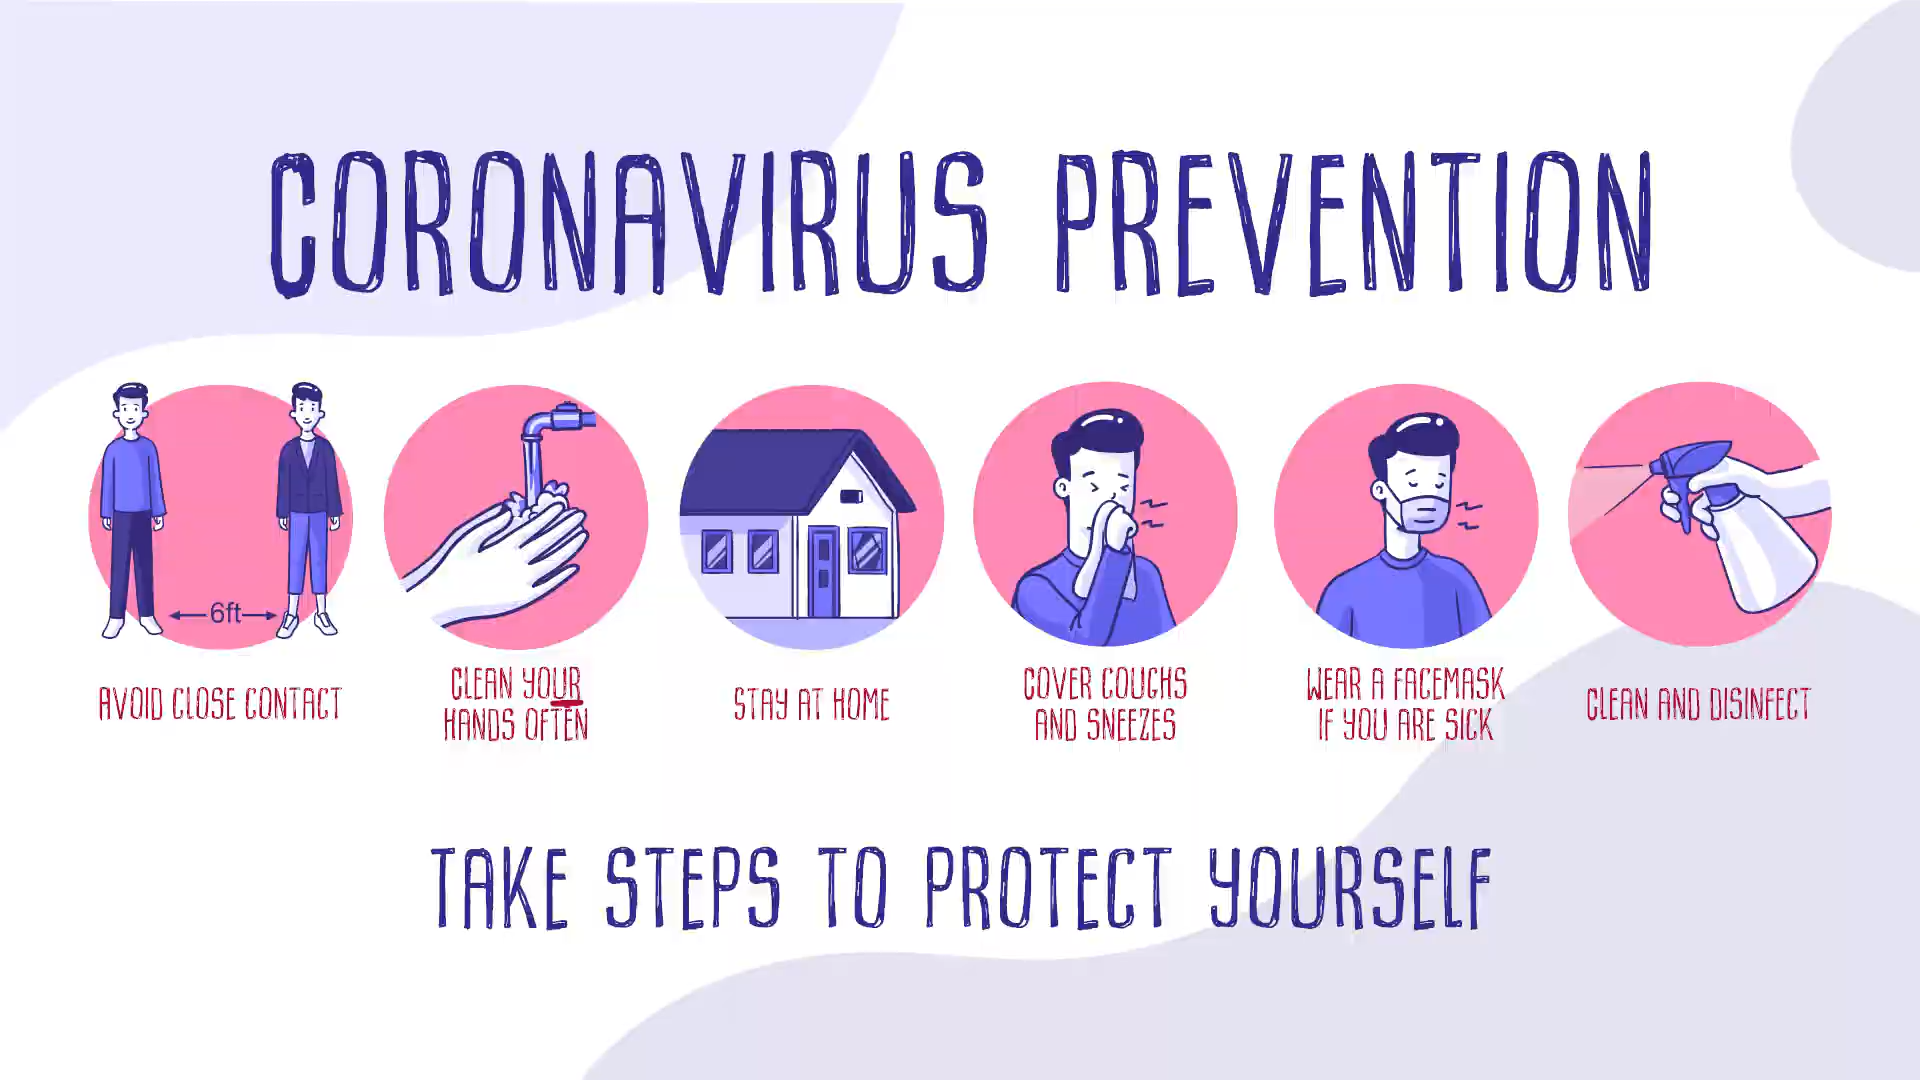 CORONAVIRUS PREVENTION
6ft
AVOID CLOSE CONTACT
CLEAN YOUR
HANDS OFTEN
STAY AT HOME
COVER COUGHS
AND SNEEZES
WEAR A FACEMASK
IF YOU ARE SICK
CLEAN AND DISINFECT
TAKE STEPS TO PROTECT YOURSELF